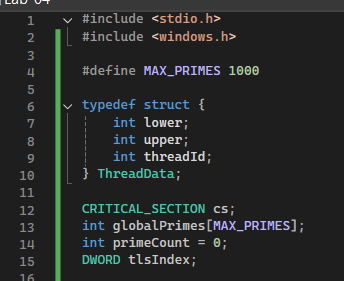 Lab-04
1 #include <stdio.h>
2 #include <windows.h>
3
4 #define MAX_PRIMES 1000
5
6 typedef struct {
7 int lower;
8 int upper;
9 int threadId;
10 } ThreadData;
11
12 CRITICAL_SECTION cs;
13 int globalPrimes[MAX_PRIMES];
14 int primeCount = 0;
15 DWORD tlsIndex;
16